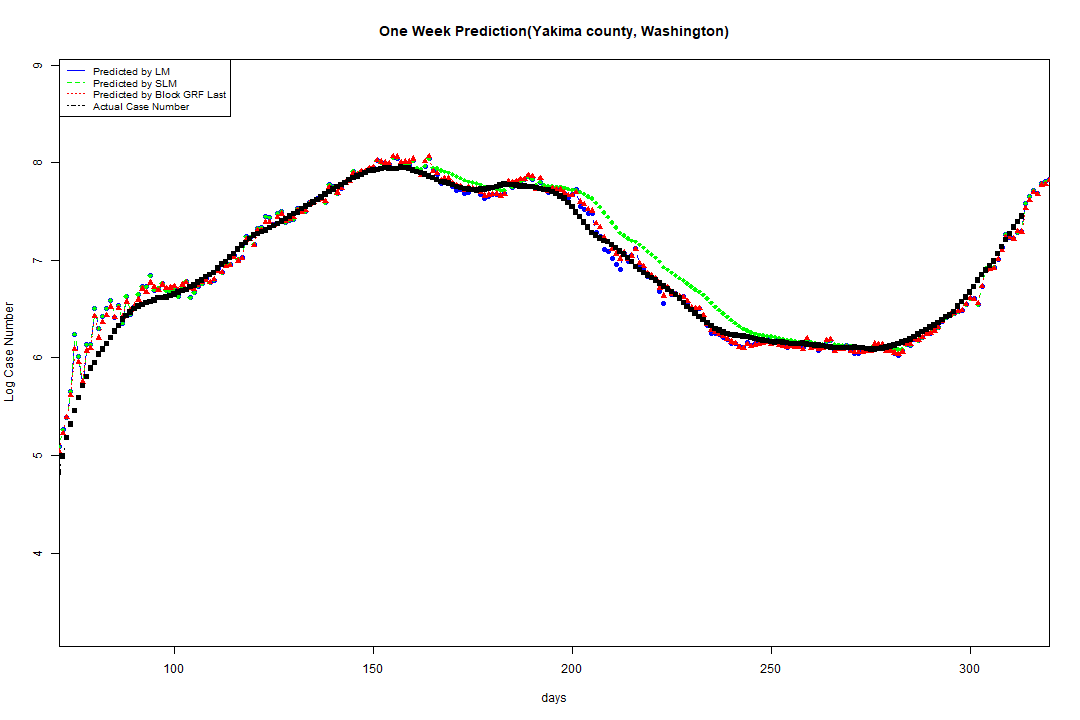 One Week Prediction(Yakima county, Washington)
Predicted by LM
Predicted by SLM
Predicted by Block GRF Last
Actual Case Number
9
8
7
6
5
4
Log Case Number
100 150 200 250 300
days